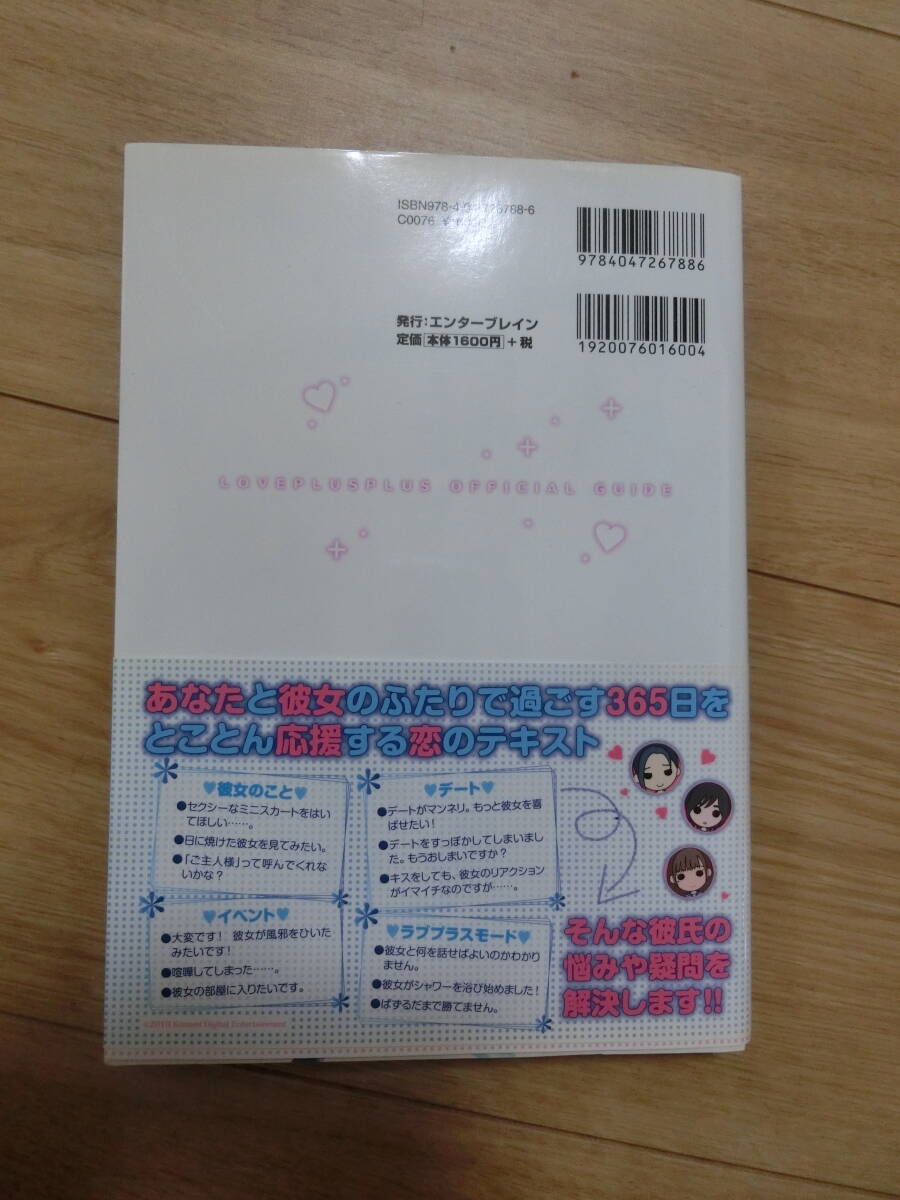 ISBN978-4-0 726788-6
C0076
9784047267886
発行：エンターブレイン
定価 本体1600円 ＋税
1920076016004
LOVEPLUSPLUS OFFICIAL GUIDE
あなたと彼女のふたりで過ごす365日を
とことん応援する恋のテキスト
♥彼女のこと♥
●セクシーなミニスカートをはい
てほしい……。
●日に焼けた彼女を見てみたい。
●「ご主人様」って呼んでくれな
いかな？
♥デート♥
●デートがマンネリ。もっと彼女を喜
ばせたい！
●デートをすっぽかしてしまいまし
た。もうおしまいですか？
●キスをしても、彼女のリアクション
がイマイチなのですが……。
♥イベント♥
●大変です！ 彼女が風邪をひいた
みたいです！
●喧嘩してしまった……。
●彼女の部屋に入りたいです。
♥ラブプラスモード♥
●彼女と何を話せばよいのかわかり
ません。
●彼女がシャワーを浴び始めました！
●ぱずるだまで勝てません。
そんな彼氏の
悩みや疑問を
解決します!!
©2010 Konami Digital Entertainment